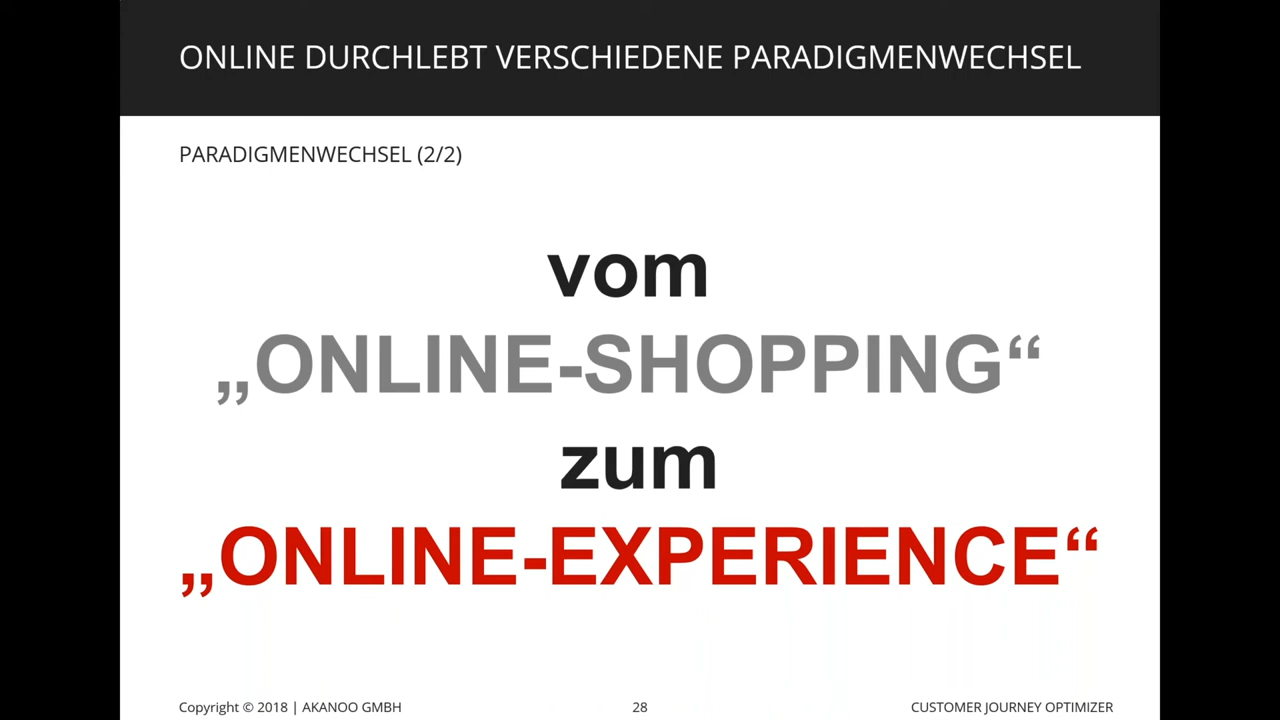 ONLINE DURCHLEBT VERSCHIEDENE PARADIGMENWECHSEL
PARADIGMENWECHSEL (2/2)
vom
„ONLINE-SHOPPING“
zum
„ONLINE-EXPERIENCE“
Copyright © 2018 | AKANOO GMBH
28
CUSTOMER JOURNEY OPTIMIZER